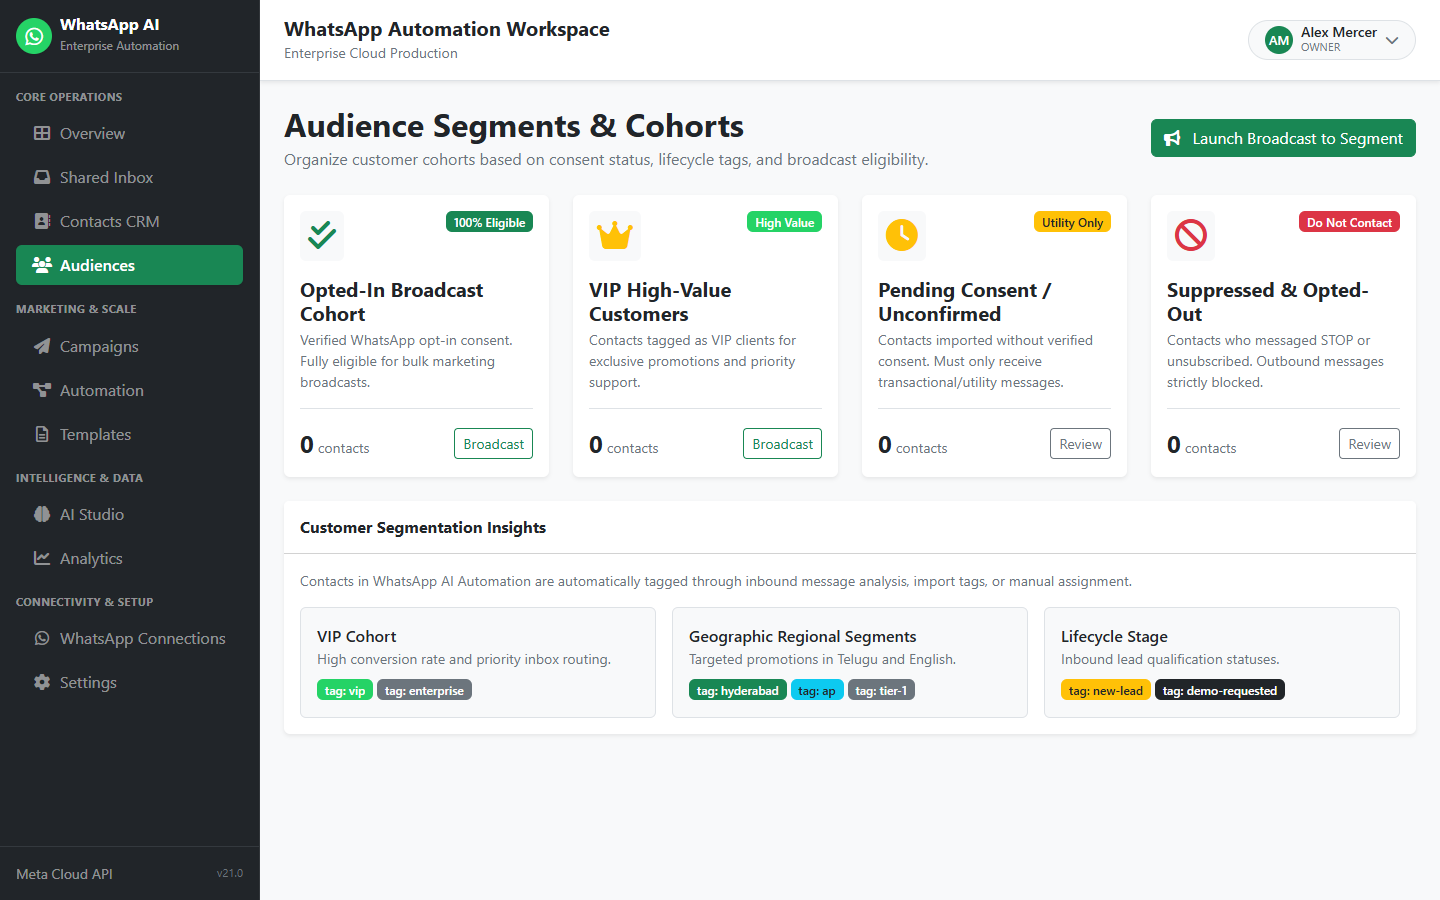 WhatsApp AI
Enterprise Automation
CORE OPERATIONS
Overview
Shared Inbox
Contacts CRM
Audiences
MARKETING & SCALE
Campaigns
Automation
Templates
INTELLIGENCE & DATA
AI Studio
Analytics
CONNECTIVITY & SETUP
WhatsApp Connections
Settings
Meta Cloud API v21.0
WhatsApp Automation Workspace
Enterprise Cloud Production
AM
Alex Mercer
OWNER
Audience Segments & Cohorts
Organize customer cohorts based on consent status, lifecycle tags, and broadcast eligibility.
Launch Broadcast to Segment
100% Eligible
Opted-In Broadcast
Cohort
Verified WhatsApp opt-in consent.
Fully eligible for bulk marketing
broadcasts.
0 contacts
Broadcast
High Value
VIP High-Value
Customers
Contacts tagged as VIP clients for
exclusive promotions and priority
support.
0 contacts
Broadcast
Utility Only
Pending Consent /
Unconfirmed
Contacts imported without verified
consent. Must only receive
transactional/utility messages.
0 contacts
Review
Do Not Contact
Suppressed & Opted-
Out
Contacts who messaged STOP or
unsubscribed. Outbound messages
strictly blocked.
0 contacts
Review
Customer Segmentation Insights
Contacts in WhatsApp AI Automation are automatically tagged through inbound message analysis, import tags, or manual assignment.
VIP Cohort
High conversion rate and priority inbox routing.
tag: vip tag: enterprise
Geographic Regional Segments
Targeted promotions in Telugu and English.
tag: hyderabad tag: ap tag: tier-1
Lifecycle Stage
Inbound lead qualification statuses.
tag: new-lead tag: demo-requested